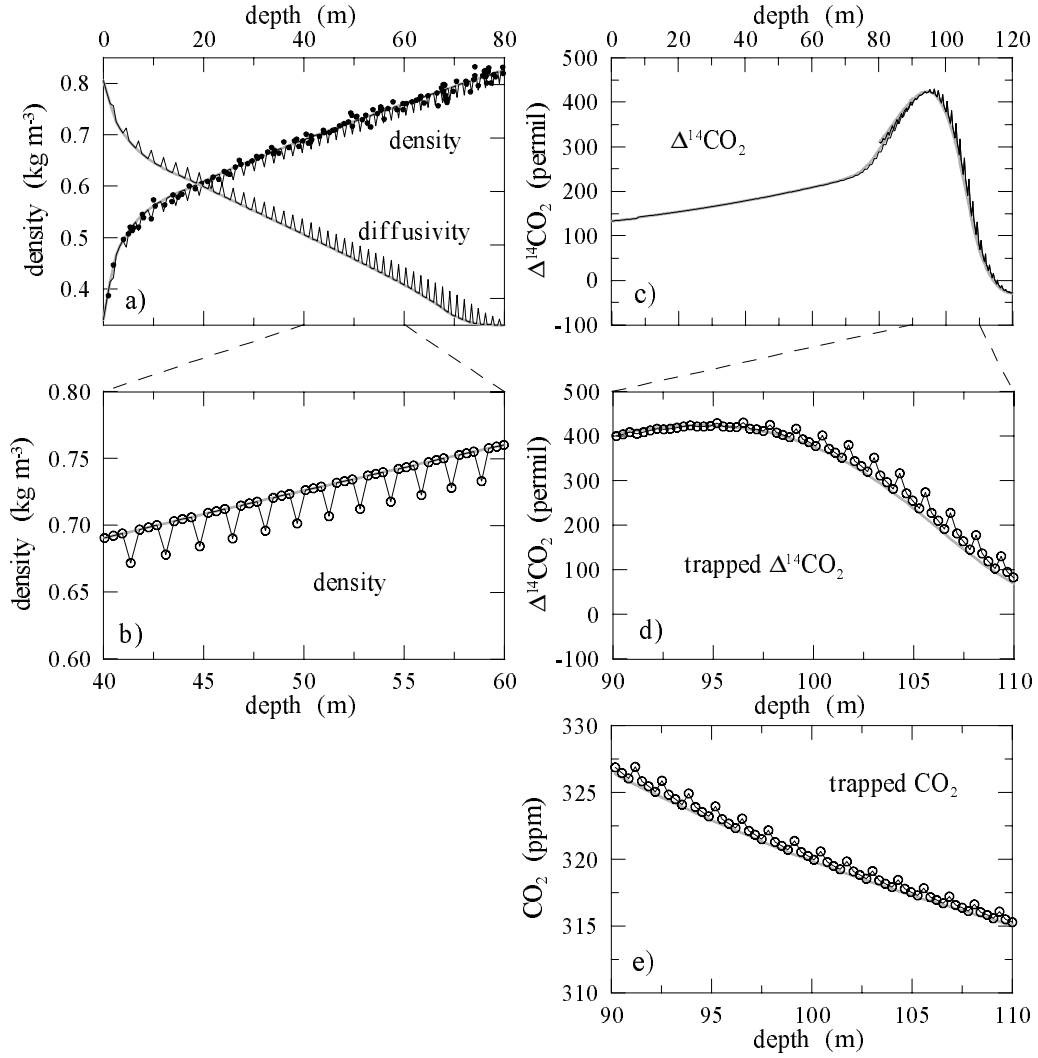 depth (m)
0 20 40 60 80
density (kg m-3)
0.8
0.7
0.6
0.5
0.4
density
diffusivity
a)
depth (m)
0 20 40 60 80 100 120
Δ14CO2 (permil)
500
400
300
200
100
0
-100
Δ14CO2
c)
density (kg m-3)
0.80
0.75
0.70
0.65
0.60
density
b)
40 45 50 55 60
depth (m)
Δ14CO2 (permil)
500
400
300
200
100
0
-100
trapped Δ14CO2
d)
90 95 100 105 110
depth (m)
CO2 (ppm)
330
325
320
315
310
trapped CO2
e)
90 95 100 105 110
depth (m)